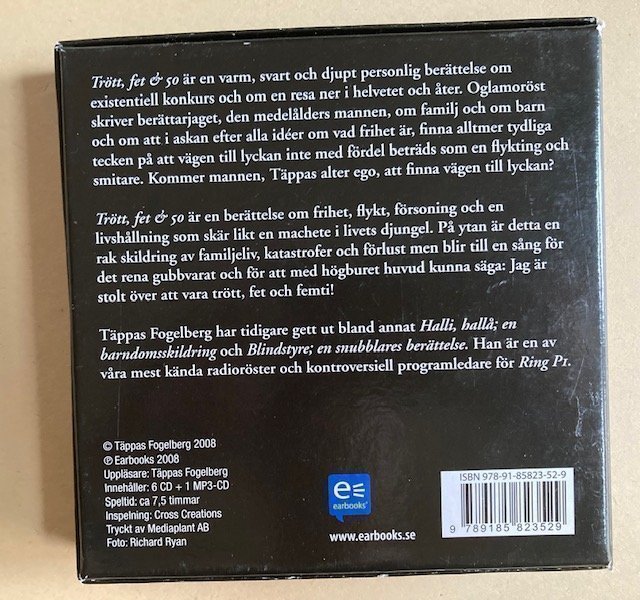 Trött, fet & 50 är en varm, svart och djupt personlig berättelse om
existentiell konkurs och om en resa ner i helvetet och åter. Oglamoröst
skriver berättarjaget, den medelålders mannen, om familj och om barn
och om att i askan efter alla idéer om vad frihet är, finna alltmer tydliga
tecken på att vägen till lyckan inte med fördel beträds som en flykting och
smitare. Kommer mannen, Täppas alter ego, att finna vägen till lyckan?
Trött, fet & 50 är en berättelse om frihet, flykt, försoning och en
livshållning som skär likt en machete i livets djungel. På ytan är detta en
rak skildring av familjeliv, katastrofer och förlust men blir till en sång för
det rena gubbvarat och för att med högburet huvud kunna säga: Jag är
stolt över att vara trött, fet och femti!
Täppas Fogelberg har tidigare gett ut bland annat Halli, hallå; en
barndomsskildring och Blindstyre; en snubblares berättelse. Han är en av
våra mest kända radioröster och kontroversiell programledare för Ring P1.
© Täppas Fogelberg 2008
℗ Earbooks 2008
Uppläsare: Täppas Fogelberg
Innehåller: 6 CD + 1 MP3-CD
Speltid: ca 7,5 timmar
Inspelning: Cross Creations
Tryckt av Mediaplant AB
Foto: Richard Ryan
e
earbooks®
www.earbooks.se
ISBN 978-91-85823-52-9
9 789185 823529